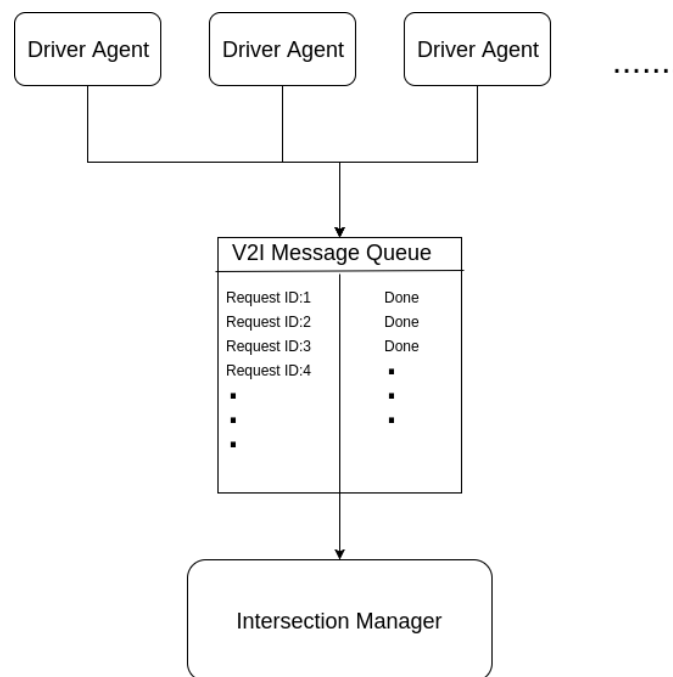 Driver Agent Driver Agent Driver Agent ......
V2I Message Queue
Request ID:1 Done
Request ID:2 Done
Request ID:3 Done
Request ID:4
Intersection Manager